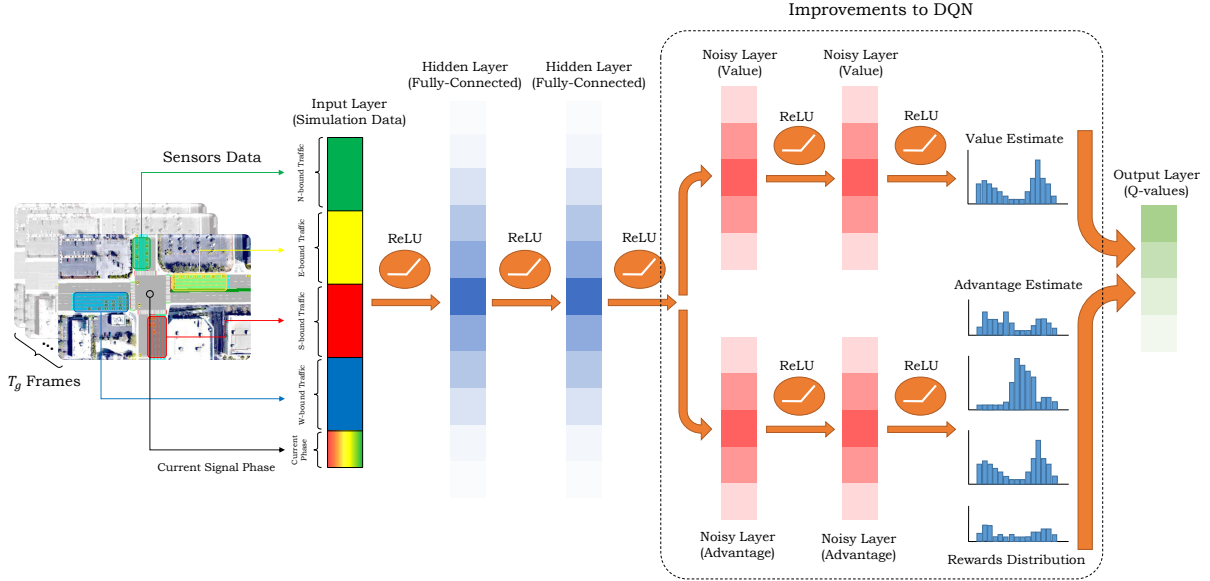 Improvements to DQN
Hidden Layer
(Fully-Connected)
Hidden Layer
(Fully-Connected)
Noisy Layer
(Value)
Noisy Layer
(Value)
Input Layer
(Simulation Data)
Sensors Data
N-bound Traffic
E-bound Traffic
S-bound Traffic
W-bound Traffic
Current
Phase
ReLU
ReLU
ReLU
ReLU
ReLU
Value Estimate
Output Layer
(Q-values)
Advantage Estimate
Tg Frames
Current Signal Phase
ReLU
ReLU
Noisy Layer
(Advantage)
Noisy Layer
(Advantage)
Rewards Distribution